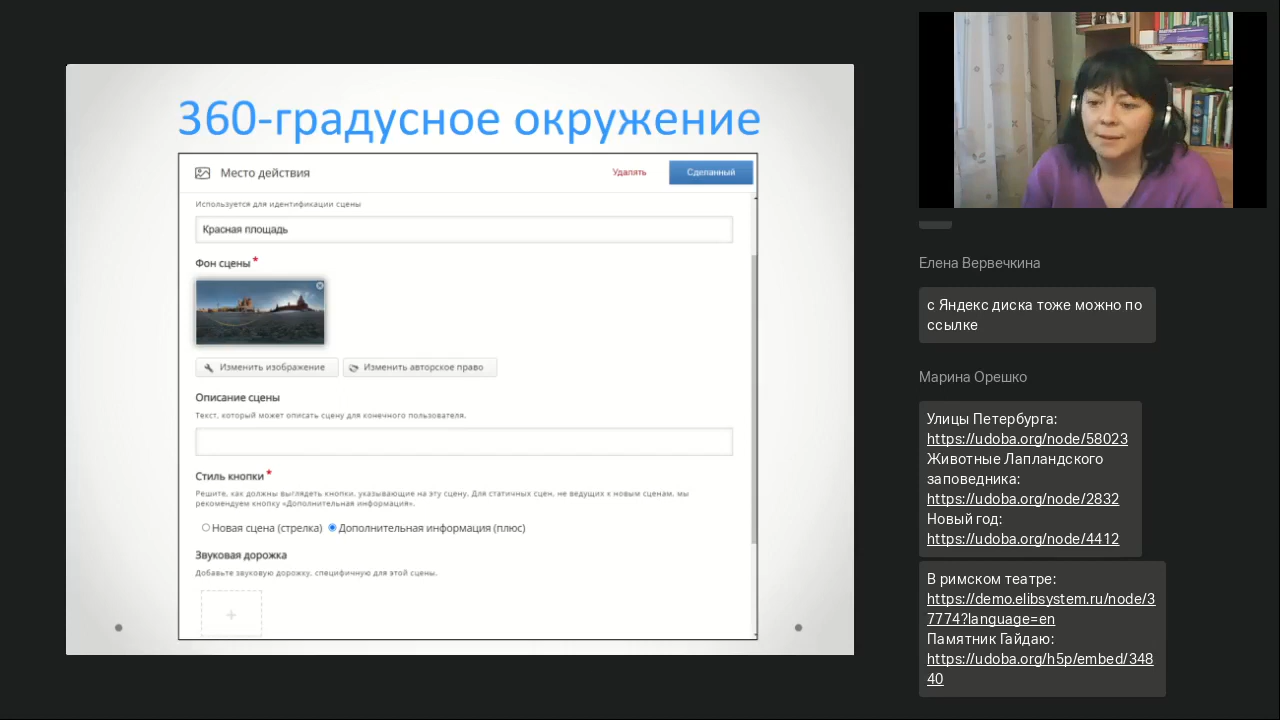 360-градусное окружение
Место действия
Удалять
Сделанный
Используется для идентификации сцены
Красная площадь
Фон сцены *
Изменить изображение
Изменить авторское право
Описание сцены
Текст, который может описать сцену для конечного пользователя.
Стиль кнопки *
Решите, как должны выглядеть кнопки, указывающие на эту сцену. Для статичных сцен, не ведущих к новым сценам, мы
рекомендуем кнопку «Дополнительная информация».
Новая сцена (стрелка)
Дополнительная информация (плюс)
Звуковая дорожка
Добавьте звуковую дорожку, специфичную для этой сцены.
Елена Вервечкина
с Яндекс диска тоже можно по
ссылке
Марина Орешко
Улицы Петербурга:
https://udoba.org/node/58023
Животные Лапландского
заповедника:
https://udoba.org/node/2832
Новый год:
https://udoba.org/node/4412
В римском театре:
https://demo.elibsystem.ru/node/3
7774?language=en
Памятник Гайдаю:
https://udoba.org/h5p/embed/348
40